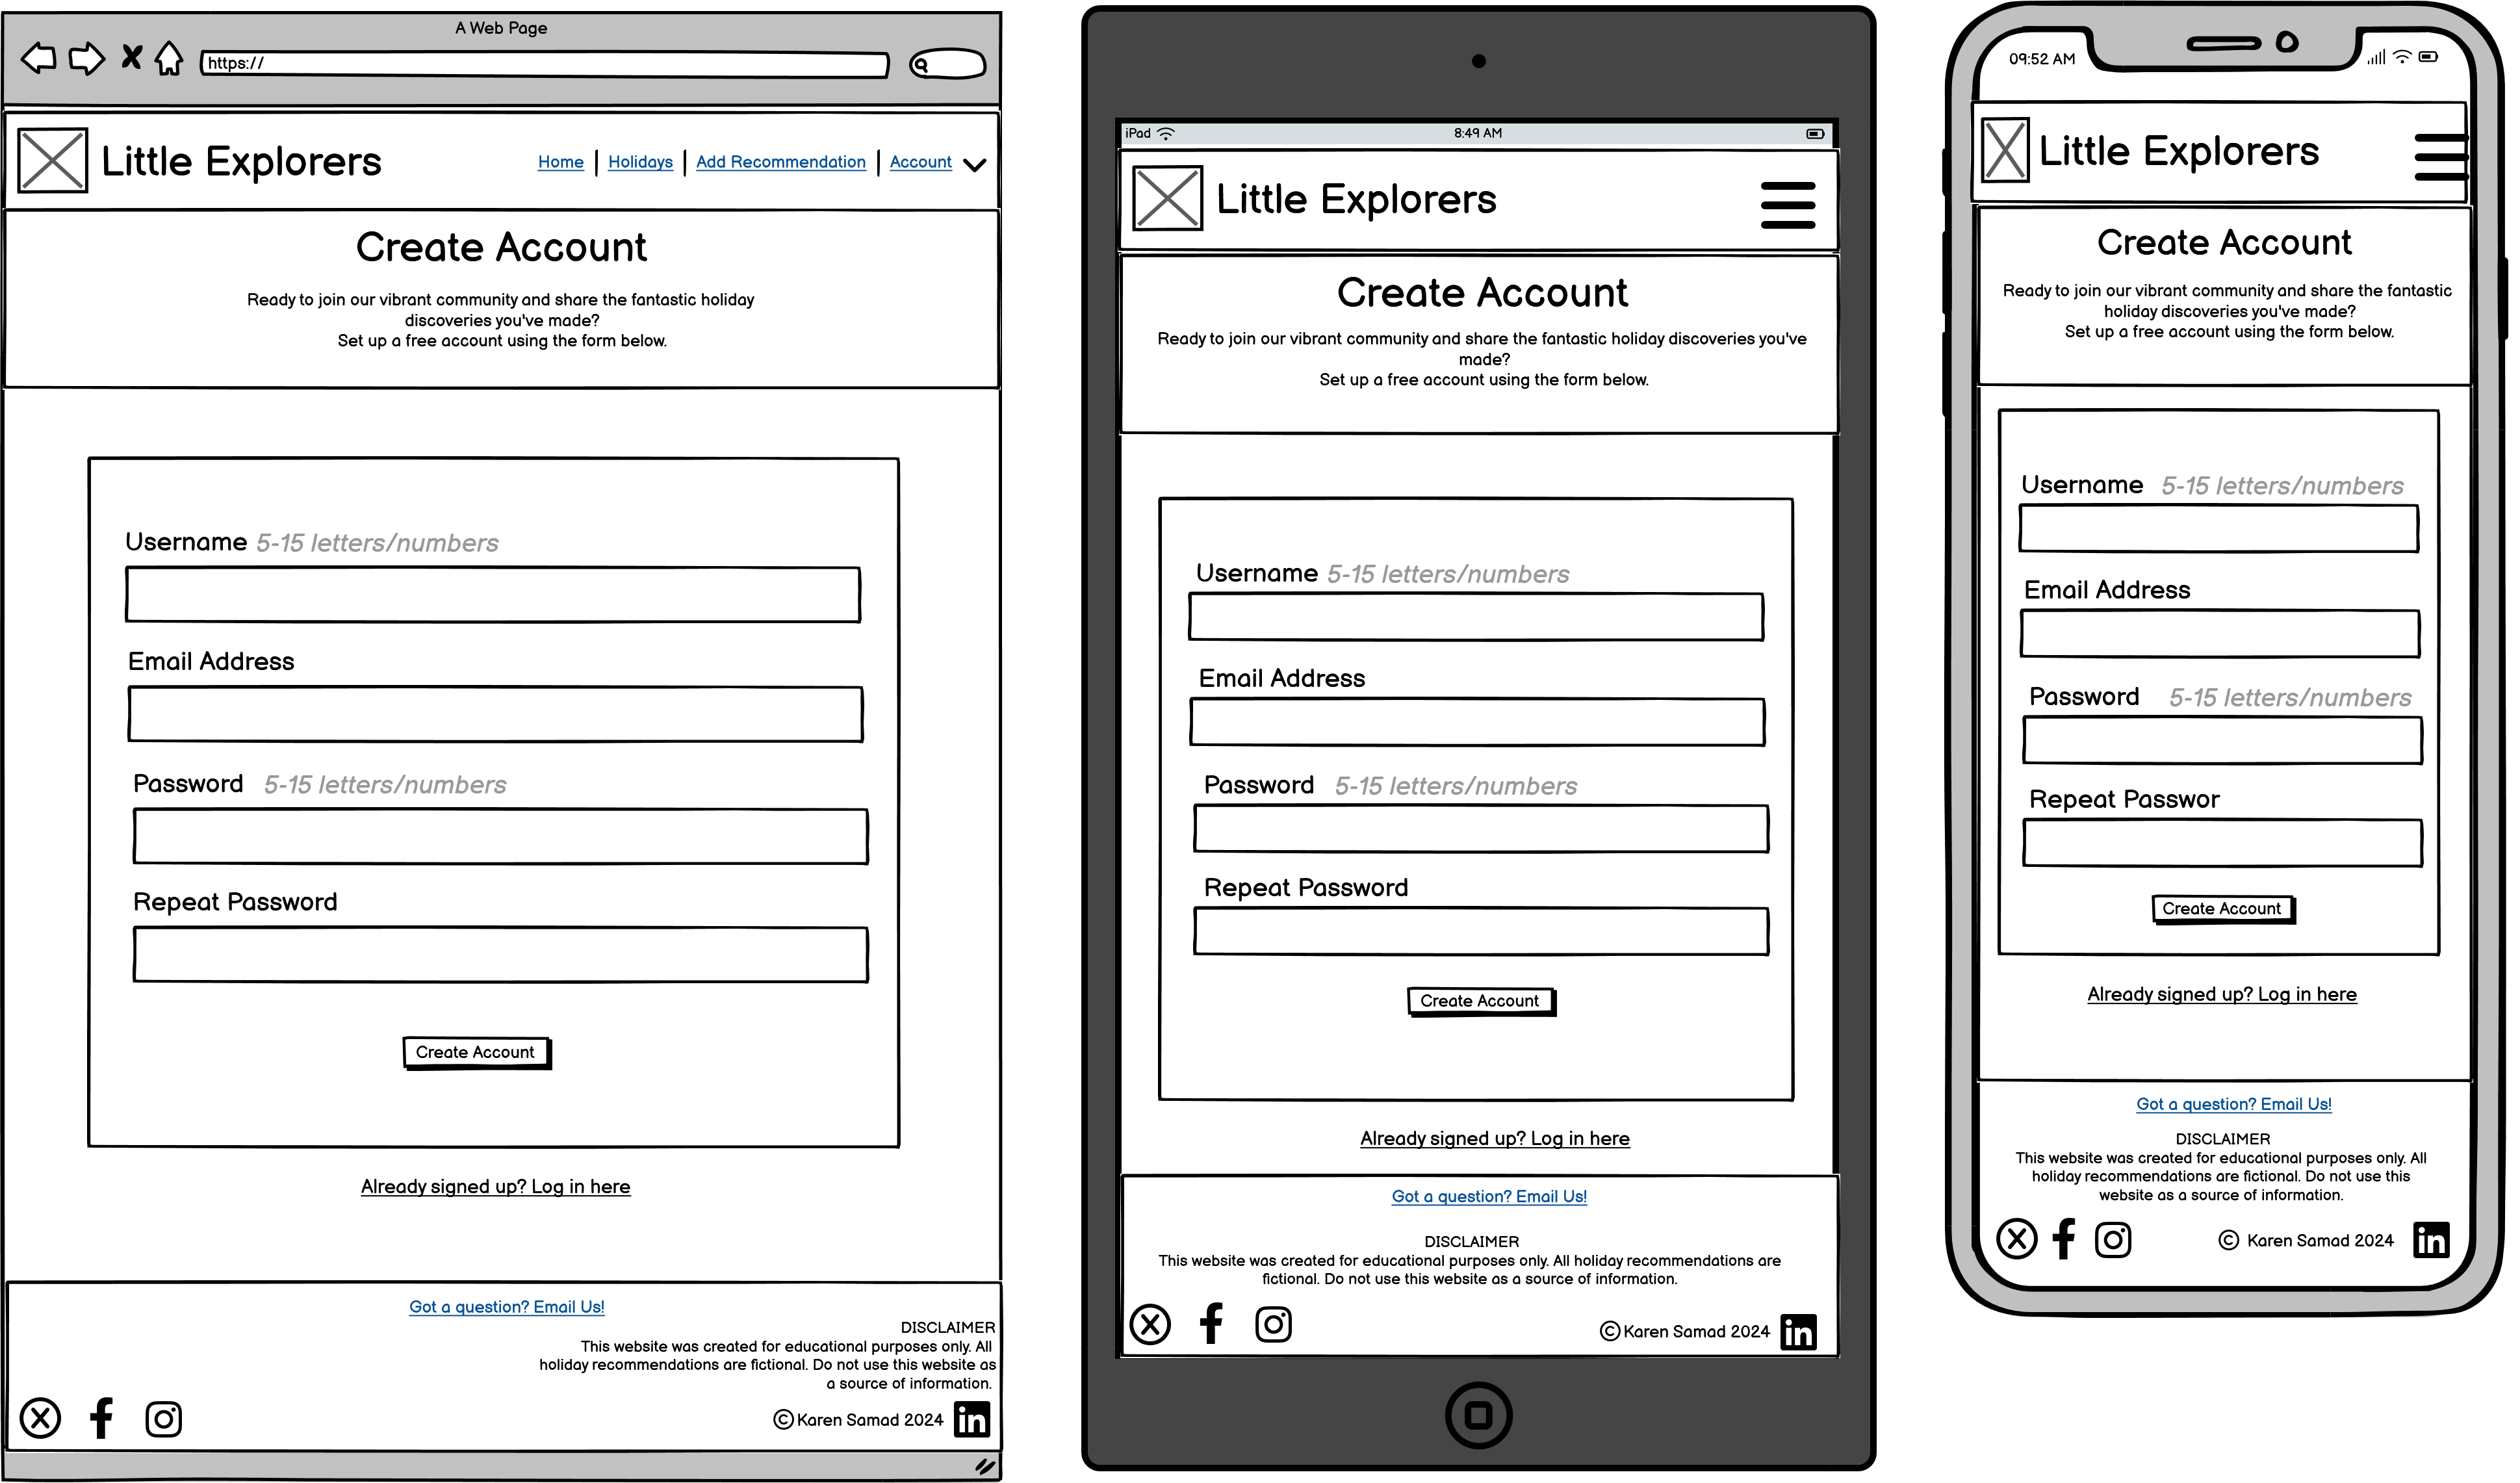 A Web Page
https://
Little Explorers
Home | Holidays | Add Recommendation | Account
Create Account
Ready to join our vibrant community and share the fantastic holiday
discoveries you've made?
Set up a free account using the form below.
Username 5-15 letters/numbers
Email Address
Password 5-15 letters/numbers
Repeat Password
Create Account
Already signed up? Log in here
Got a question? Email Us!
DISCLAIMER
This website was created for educational purposes only. All
holiday recommendations are fictional. Do not use this website as
a source of information.
© Karen Samad 2024 in
iPad 8:49 AM
Little Explorers
Create Account
Ready to join our vibrant community and share the fantastic holiday discoveries you've
made?
Set up a free account using the form below.
Username 5-15 letters/numbers
Email Address
Password 5-15 letters/numbers
Repeat Password
Create Account
Already signed up? Log in here
Got a question? Email Us!
DISCLAIMER
This website was created for educational purposes only. All holiday recommendations are
fictional. Do not use this website as a source of information.
© Karen Samad 2024 in
09:52 AM
Little Explorers
Create Account
Ready to join our vibrant community and share the fantastic
holiday discoveries you've made?
Set up a free account using the form below.
Username 5-15 letters/numbers
Email Address
Password 5-15 letters/numbers
Repeat Passwor
Create Account
Already signed up? Log in here
Got a question? Email Us!
DISCLAIMER
This website was created for educational purposes only. All
holiday recommendations are fictional. Do not use this
website as a source of information.
© Karen Samad 2024 in